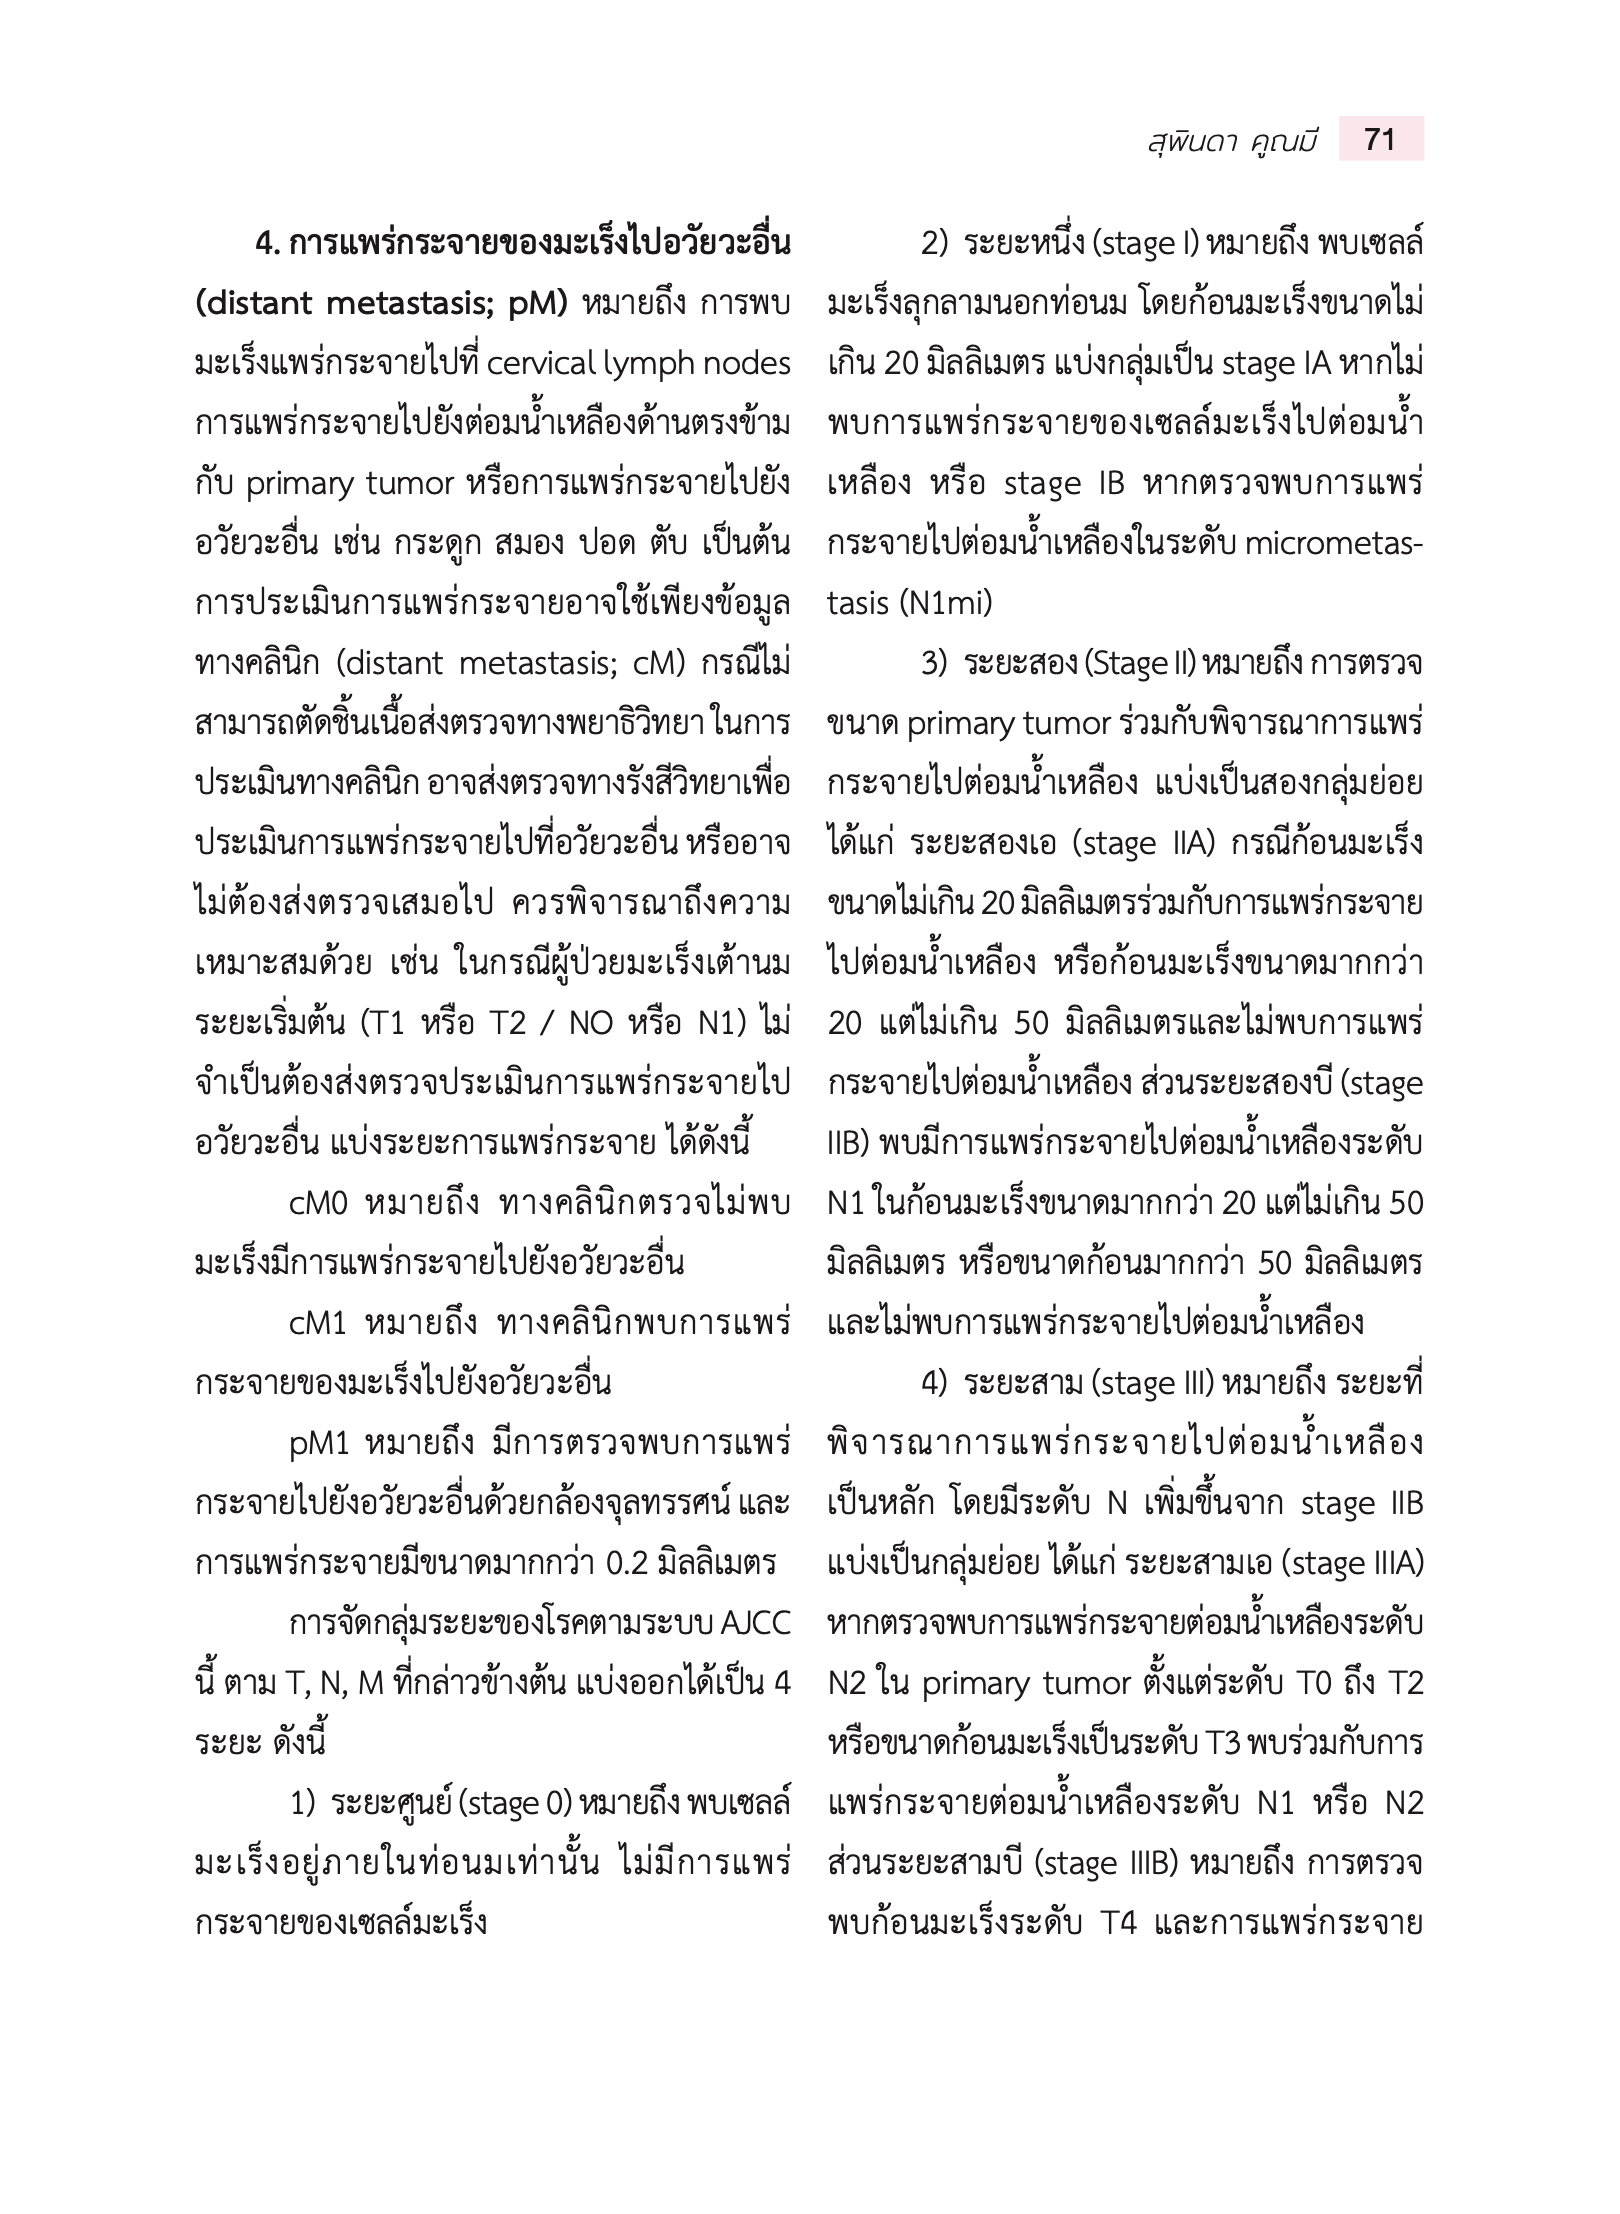 สุพินดา คูณมี 71
4. การแพร่กระจายของมะเร็งไปอวัยวะอื่น
(distant metastasis; pM) หมายถึง การพบ
มะเร็งแพร่กระจายไปที่ cervical lymph nodes
การแพร่กระจายไปยังต่อมน้ำเหลืองด้านตรงข้าม
กับ primary tumor หรือการแพร่กระจายไปยัง
อวัยวะอื่น เช่น กระดูก สมอง ปอด ตับ เป็นต้น
การประเมินการแพร่กระจายอาจใช้เพียงข้อมูล
ทางคลินิก (distant metastasis; cM) กรณีไม่
สามารถตัดชิ้นเนื้อส่งตรวจทางพยาธิวิทยา ในการ
ประเมินทางคลินิก อาจส่งตรวจทางรังสีวิทยาเพื่อ
ประเมินการแพร่กระจายไปที่อวัยวะอื่น หรืออาจ
ไม่ต้องส่งตรวจเสมอไป ควรพิจารณาถึงความ
เหมาะสมด้วย เช่น ในกรณีผู้ป่วยมะเร็งเต้านม
ระยะเริ่มต้น (T1 หรือ T2 / NO หรือ N1) ไม่
จำเป็นต้องส่งตรวจประเมินการแพร่กระจายไป
อวัยวะอื่น แบ่งระยะการแพร่กระจาย ได้ดังนี้
cM0 หมายถึง ทางคลินิกตรวจไม่พบ
มะเร็งมีการแพร่กระจายไปยังอวัยวะอื่น
cM1 หมายถึง ทางคลินิกพบการแพร่
กระจายของมะเร็งไปยังอวัยวะอื่น
pM1 หมายถึง มีการตรวจพบการแพร่
กระจายไปยังอวัยวะอื่นด้วยกล้องจุลทรรศน์ และ
การแพร่กระจายมีขนาดมากกว่า 0.2 มิลลิเมตร
การจัดกลุ่มระยะของโรคตามระบบ AJCC
นี้ ตาม T, N, M ที่กล่าวข้างต้น แบ่งออกได้เป็น 4
ระยะ ดังนี้
1) ระยะศูนย์ (stage 0) หมายถึง พบเซลล์
มะเร็งอยู่ภายในท่อนมเท่านั้น ไม่มีการแพร่
กระจายของเซลล์มะเร็ง
2) ระยะหนึ่ง (stage I) หมายถึง พบเซลล์
มะเร็งลุกลามนอกท่อนม โดยก้อนมะเร็งขนาดไม่
เกิน 20 มิลลิเมตร แบ่งกลุ่มเป็น stage IA หากไม่
พบการแพร่กระจายของเซลล์มะเร็งไปต่อมน้ำ
เหลือง หรือ stage IB หากตรวจพบการแพร่
กระจายไปต่อมน้ำเหลืองในระดับ micrometas-
tasis (N1mi)
3) ระยะสอง (Stage II) หมายถึง การตรวจ
ขนาด primary tumor ร่วมกับพิจารณาการแพร่
กระจายไปต่อมน้ำเหลือง แบ่งเป็นสองกลุ่มย่อย
ได้แก่ ระยะสองเอ (stage IIA) กรณีก้อนมะเร็ง
ขนาดไม่เกิน 20 มิลลิเมตรร่วมกับการแพร่กระจาย
ไปต่อมน้ำเหลือง หรือก้อนมะเร็งขนาดมากกว่า
20 แต่ไม่เกิน 50 มิลลิเมตรและไม่พบการแพร่
กระจายไปต่อมน้ำเหลือง ส่วนระยะสองบี (stage
IIB) พบมีการแพร่กระจายไปต่อมน้ำเหลืองระดับ
N1 ในก้อนมะเร็งขนาดมากกว่า 20 แต่ไม่เกิน 50
มิลลิเมตร หรือขนาดก้อนมากกว่า 50 มิลลิเมตร
และไม่พบการแพร่กระจายไปต่อมน้ำเหลือง
4) ระยะสาม (stage III) หมายถึง ระยะที่
พิจารณาการแพร่กระจายไปต่อมน้ำเหลือง
เป็นหลัก โดยมีระดับ N เพิ่มขึ้นจาก stage IIB
แบ่งเป็นกลุ่มย่อย ได้แก่ ระยะสามเอ (stage IIIA)
หากตรวจพบการแพร่กระจายต่อมน้ำเหลืองระดับ
N2 ใน primary tumor ตั้งแต่ระดับ T0 ถึง T2
หรือขนาดก้อนมะเร็งเป็นระดับ T3 พบร่วมกับการ
แพร่กระจายต่อมน้ำเหลืองระดับ N1 หรือ N2
ส่วนระยะสามบี (stage IIIB) หมายถึง การตรวจ
พบก้อนมะเร็งระดับ T4 และการแพร่กระจาย